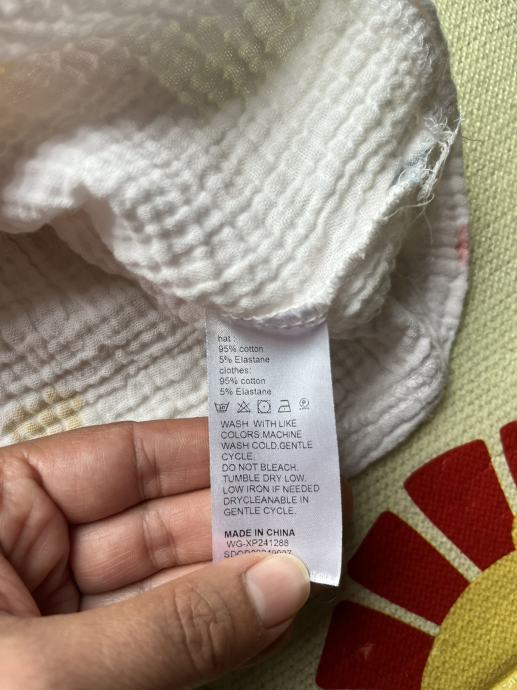 hat :
95% cotton
5% Elastane
clothes:
95% cotton
5% Elastane
WASH WITH LIKE
COLORS.MACHINE
WASH COLD.GENTLE
CYCLE.
DO NOT BLEACH.
TUMBLE DRY LOW.
LOW IRON IF NEEDED
DRYCLEANABLE IN
GENTLE CYCLE.
MADE IN CHINA
WG-XP241288